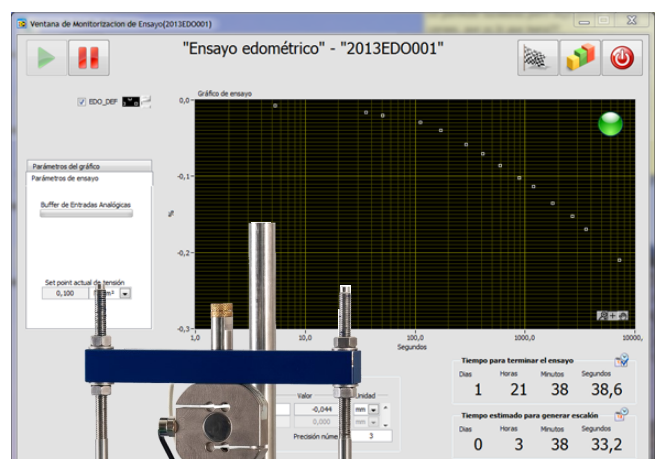 Ventana de Monitorizacion de Ensayo(2013EDO001)
"Ensayo edométrico" - "2013EDO001"
EDO_DEF
Gráfico de ensayo
Parámetros del gráfico
Parámetros de ensayo
Buffer de Entradas Analógicas
Set point actual de tensión
0,100
0,0
-0,1
%
-0,2
-0,3
1,0 10,0 100,0 1000,0 10000,
Segundos
Valor Unidad
-0,044 mm
0,000 mm
Precisión núme 3
Tiempo para terminar el ensayo
Dias Horas Minutos Segundos
1 21 38 38,6
Tiempo estimado para generar escalón
Dias Horas Minutos Segundos
0 3 38 33,2